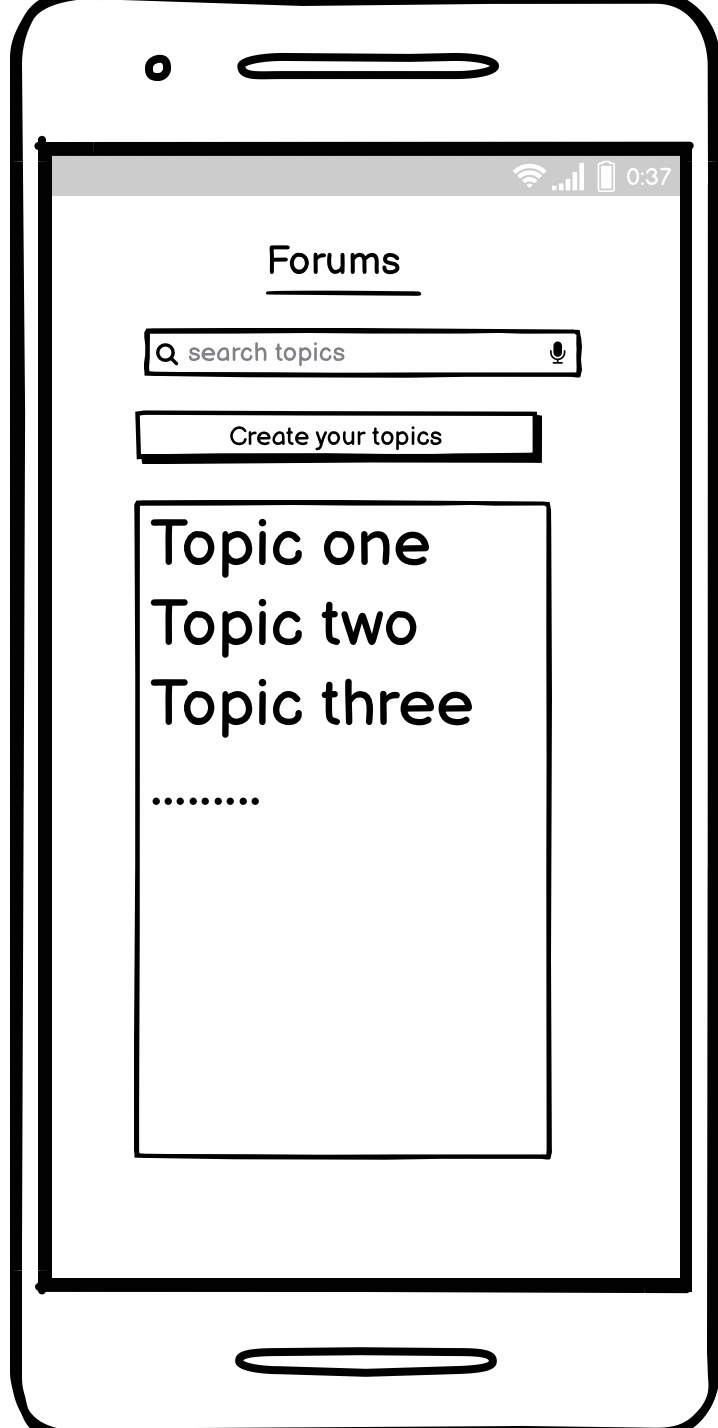 0:37
Forums
search topics
Create your topics
Topic one
Topic two
Topic three
.........